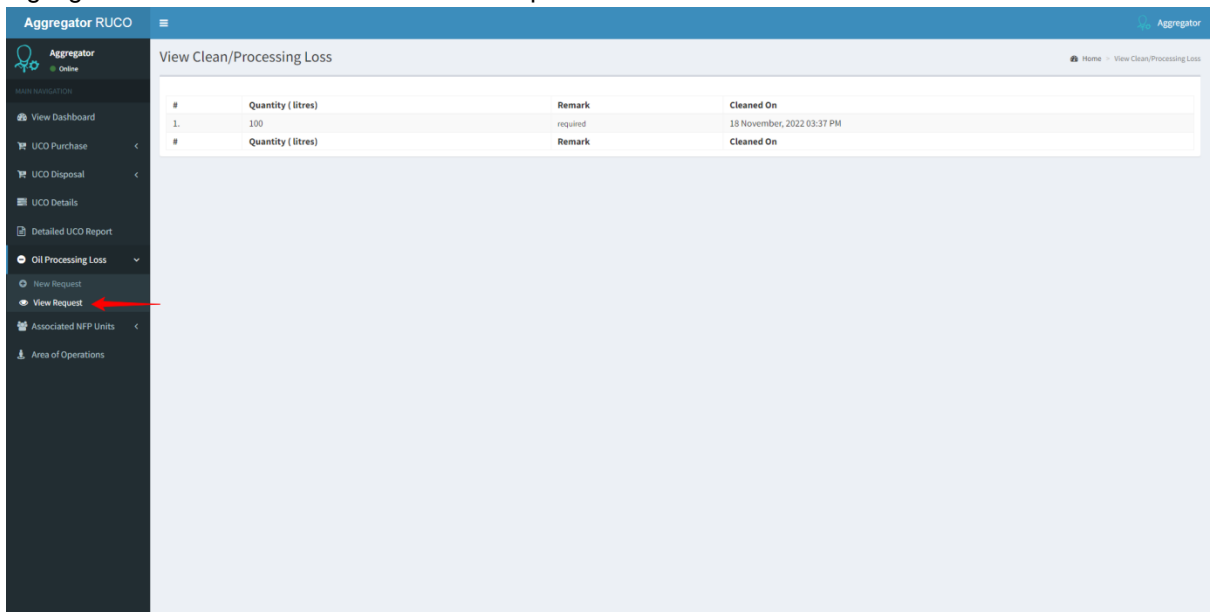 Aggregator RUCO
Aggregator
Aggregator
Online
View Clean/Processing Loss
Home > View Clean/Processing Loss
MAIN NAVIGATION
View Dashboard
UCO Purchase
UCO Disposal
UCO Details
Detailed UCO Report
Oil Processing Loss
New Request
View Request
Associated NFP Units
Area of Operations
# Quantity ( litres) Remark Cleaned On
1. 100 required 18 November, 2022 03:37 PM
# Quantity ( litres) Remark Cleaned On